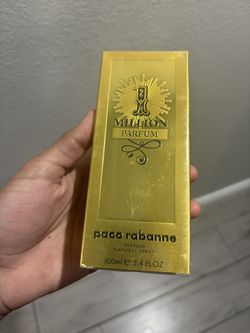 1
MILLION
PARFUM
paco rabanne
PARFUM
NATURAL SPRAY
100ml ℮ 3.4 FL.OZ